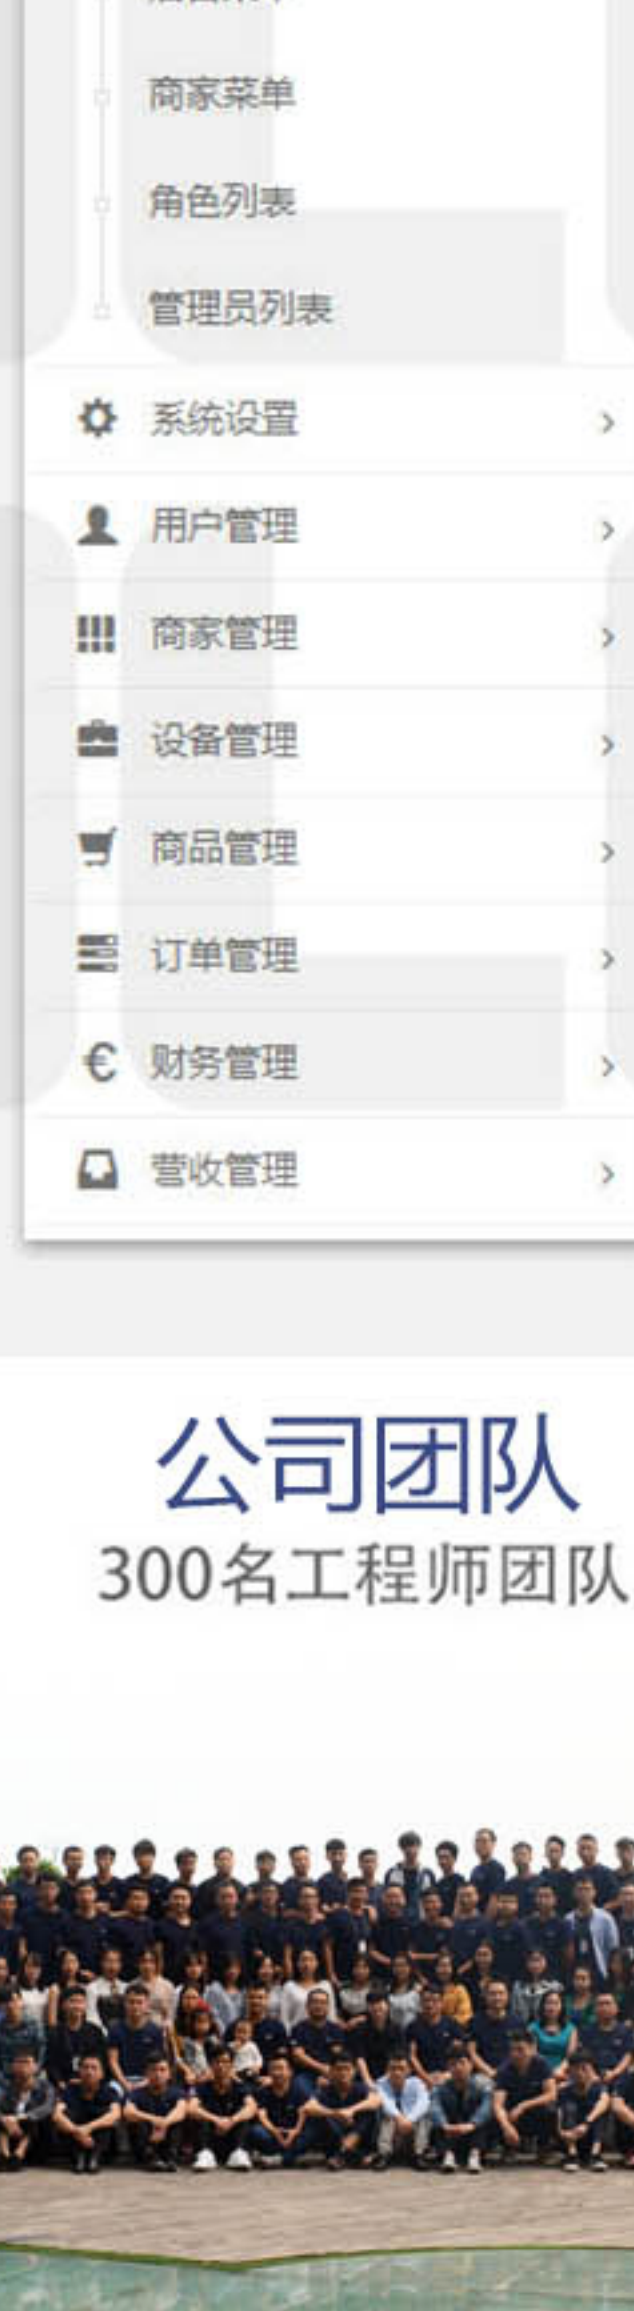 商家菜单
角色列表
管理员列表
系统设置
用户管理
商家管理
设备管理
商品管理
订单管理
财务管理
营收管理
公司团队
300名工程师团队